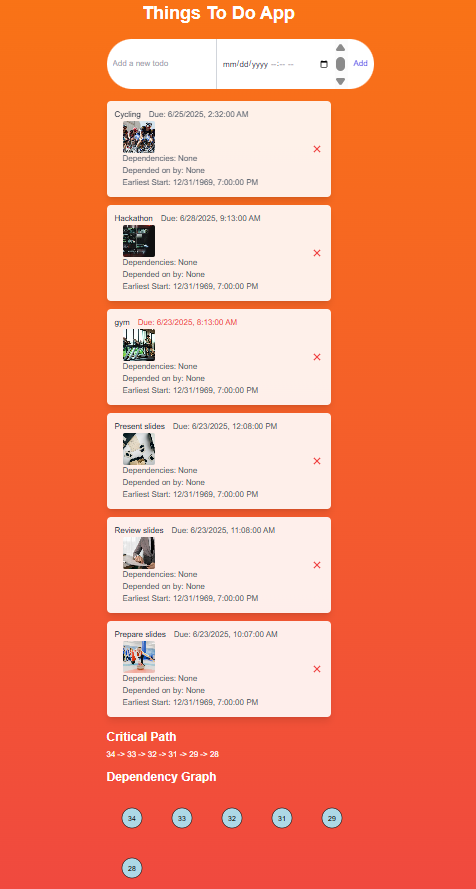 Things To Do App
Add a new todo mm/dd/yyyy --:-- -- Add
Cycling Due: 6/25/2025, 2:32:00 AM
Dependencies: None
Depended on by: None
Earliest Start: 12/31/1969, 7:00:00 PM
×
Hackathon Due: 6/28/2025, 9:13:00 AM
Dependencies: None
Depended on by: None
Earliest Start: 12/31/1969, 7:00:00 PM
×
gym Due: 6/23/2025, 8:13:00 AM
Dependencies: None
Depended on by: None
Earliest Start: 12/31/1969, 7:00:00 PM
×
Present slides Due: 6/23/2025, 12:08:00 PM
Dependencies: None
Depended on by: None
Earliest Start: 12/31/1969, 7:00:00 PM
×
Review slides Due: 6/23/2025, 11:08:00 AM
Dependencies: None
Depended on by: None
Earliest Start: 12/31/1969, 7:00:00 PM
×
Prepare slides Due: 6/23/2025, 10:07:00 AM
Dependencies: None
Depended on by: None
Earliest Start: 12/31/1969, 7:00:00 PM
×
Critical Path
34 -> 33 -> 32 -> 31 -> 29 -> 28
Dependency Graph
34 33 32 31 29
28